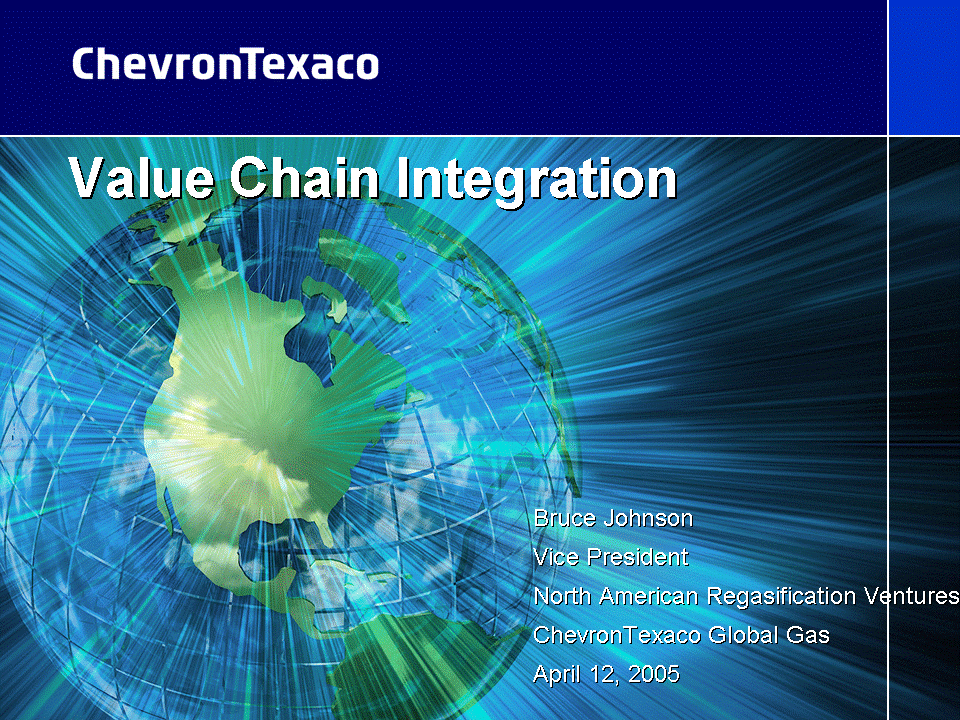 ChevronTexaco
Value Chain Integration
Bruce Johnson
Vice President
North American Regasification Ventures
ChevronTexaco Global Gas
April 12, 2005